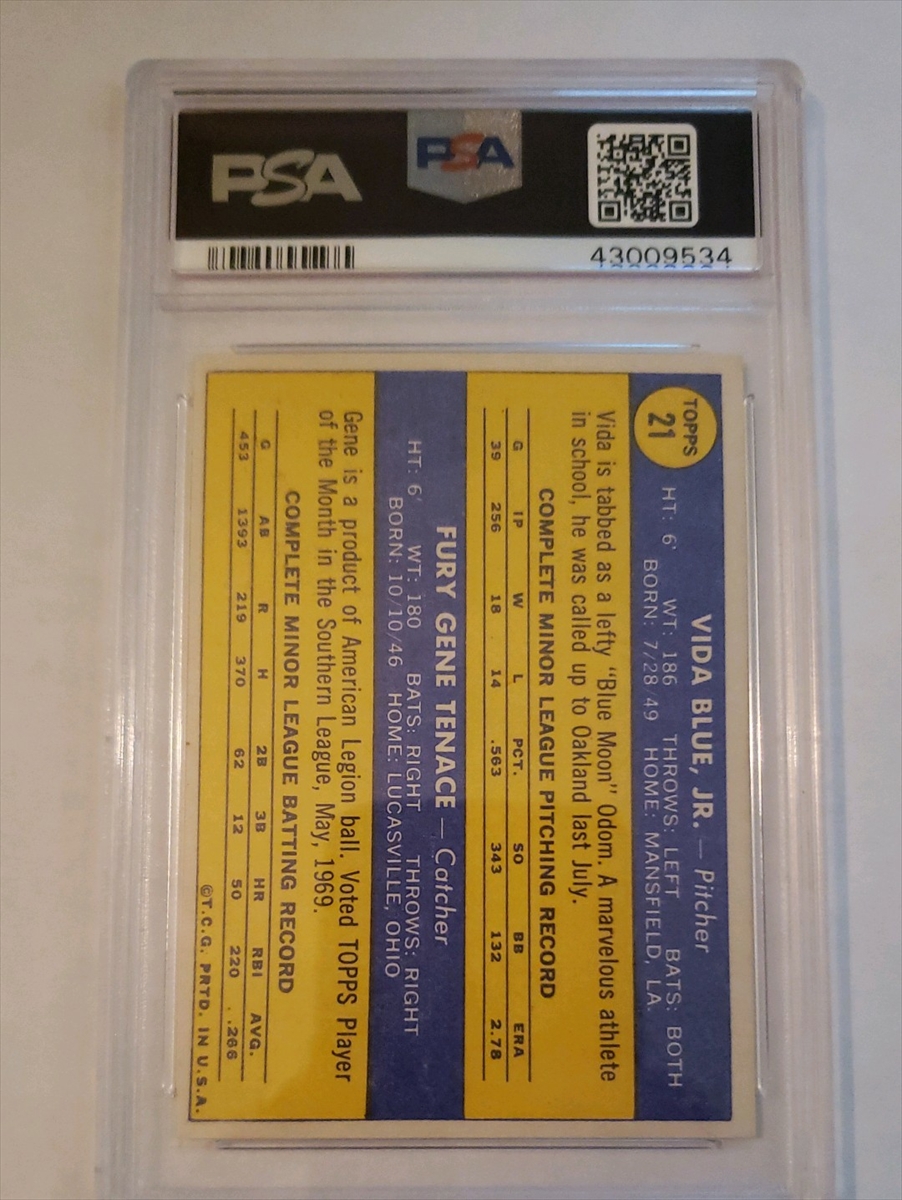 PSA
PSA
43009534
TOPPS
21
VIDA BLUE, JR. — Pitcher
HT: 6' WT: 186 THROWS: LEFT BATS: BOTH
BORN: 7/28/49 HOME: MANSFIELD, LA.
Vida is tabbed as a lefty "Blue Moon" Odom. A marvelous athlete
in school, he was called up to Oakland last July.
COMPLETE MINOR LEAGUE PITCHING RECORD
G IP W L PCT. SO BB ERA
39 256 18 14 .563 343 132 2.78
FURY GENE TENACE — Catcher
HT: 6' WT: 180 BATS: RIGHT THROWS: RIGHT
BORN: 10/10/46 HOME: LUCASVILLE, OHIO
Gene is a product of American Legion ball. Voted TOPPS Player
of the Month in the Southern League, May, 1969.
COMPLETE MINOR LEAGUE BATTING RECORD
G AB R H 2B 3B HR RBI AVG.
453 1393 219 370 62 12 50 220 .266
©T.C.G. PRTD. IN U.S.A.